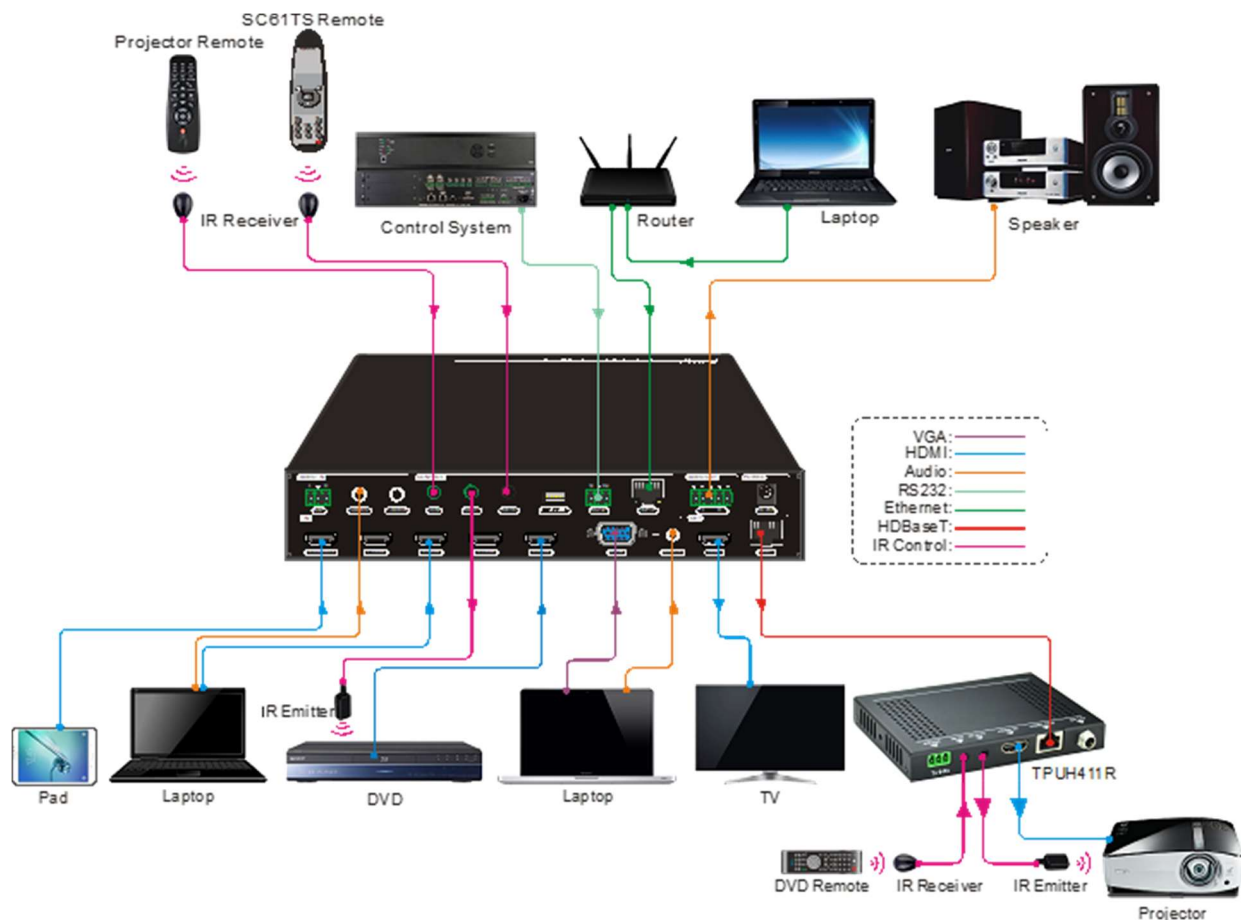 SC61TS Remote
Projector Remote
IR Receiver
Control System
Router
Laptop
Speaker
VGA:
HDMI:
Audio:
RS232:
Ethernet:
HDBaseT:
IR Control:
IR Emitter
TPUH411R
Pad
Laptop
DVD
Laptop
TV
DVD Remote
IR Receiver
IR Emitter
Projector